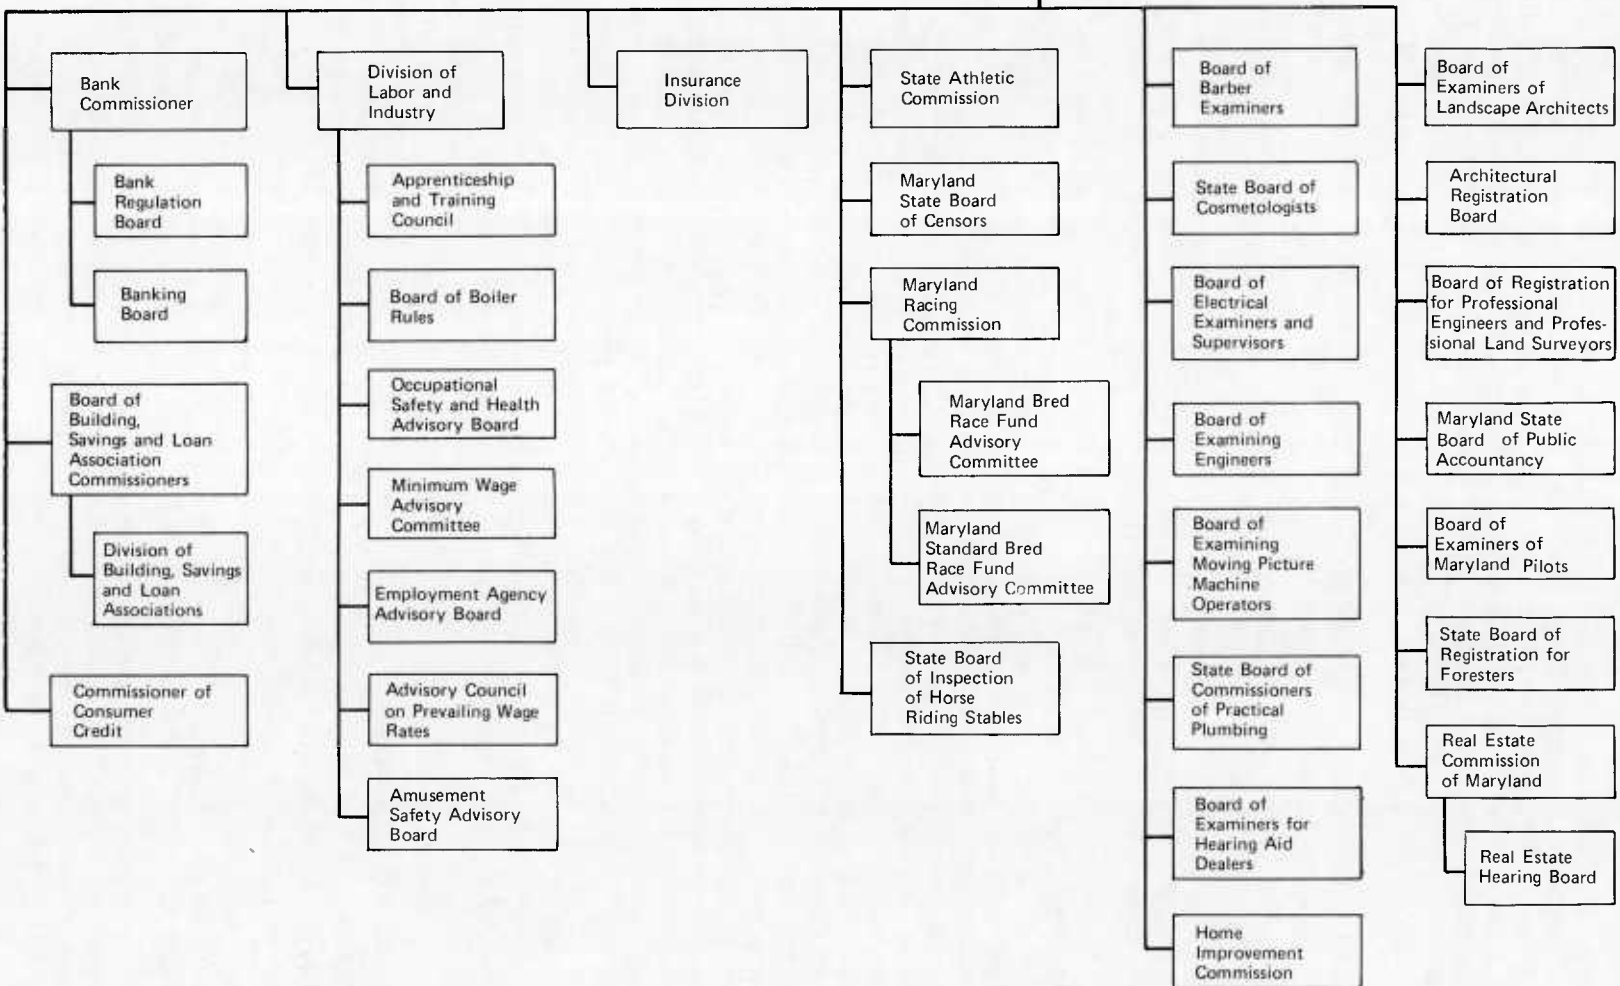 Bank
Commissioner
Bank
Regulation
Board
Banking
Board
Board of
Building,
Savings and Loan
Association
Commissioners
Division of
Building, Savings
and Loan
Associations
Commissioner of
Consumer
Credit
Division of
Labor and
Industry
Apprenticeship
and Training
Council
Board of Boiler
Rules
Occupational
Safety and Health
Advisory Board
Minimum Wage
Advisory
Committee
Employment Agency
Advisory Board
Advisory Council
on Prevailing Wage
Rates
Amusement
Safety Advisory
Board
Insurance
Division
State Athletic
Commission
Maryland
State Board
of Censors
Maryland
Racing
Commission
Maryland Bred
Race Fund
Advisory
Committee
Maryland
Standard Bred
Race Fund
Advisory Committee
State Board
of Inspection
of Horse
Riding Stables
Board of
Barber
Examiners
State Board of
Cosmetologists
Board of
Electrical
Examiners and
Supervisors
Board of
Examining
Engineers
Board of
Examining
Moving Picture
Machine
Operators
State Board of
Commissioners
of Practical
Plumbing
Board of
Examiners for
Hearing Aid
Dealers
Home
Improvement
Commission
Board of
Examiners of
Landscape Architects
Architectural
Registration
Board
Board of Registration
for Professional
Engineers and Profes-
sional Land Surveyors
Maryland State
Board of Public
Accountancy
Board of
Examiners of
Maryland Pilots
State Board of
Registration for
Foresters
Real Estate
Commission
of Maryland
Real Estate
Hearing Board